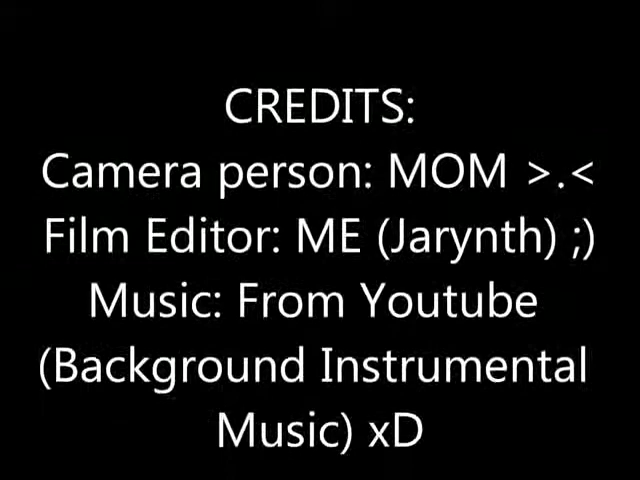 CREDITS:
Camera person: MOM >.<
Film Editor: ME (Jarynth) ;)
Music: From Youtube
(Background Instrumental
Music) xD